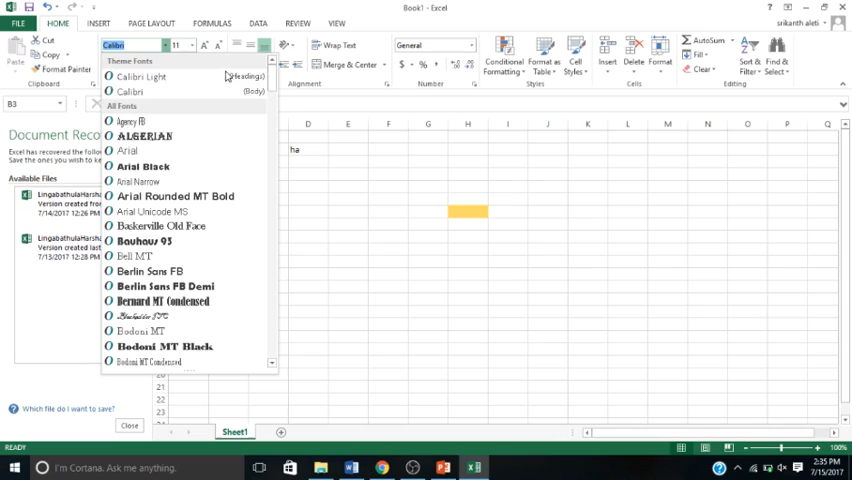 Book1 - Excel
srikanth aleti
FILE HOME INSERT PAGE LAYOUT FORMULAS DATA REVIEW VIEW
Cut
Copy
Format Painter
Paste
Clipboard
Calibri 11
Wrap Text
Merge & Center
Alignment
General
Number
Conditional Formatting
Format as Table
Cell Styles
Styles
Insert Delete Format
Cells
AutoSum
Fill
Clear
Sort & Filter
Find & Select
Editing
B3
Theme Fonts
Calibri Light (Headings)
Calibri (Body)
All Fonts
Agency FB
ALGERIAN
Arial
Arial Black
Arial Narrow
Arial Rounded MT Bold
Arial Unicode MS
Baskerville Old Face
Bauhaus 93
Bell MT
Berlin Sans FB
Berlin Sans FB Demi
Bernard MT Condensed
Blackadder ITC
Bodoni MT
Bodoni MT Black
Bodoni MT Condensed
Document Reco
Excel has recovered the follo
Save the ones you wish to k
Available Files
LingabathulaHarsha
Version created from
7/14/2017 12:26 PM
LingabathulaHarsha
Version created last
7/13/2017 1:28 PM
Which file do I want to save?
Close
D E F G H I J K L M N O P Q
ha
21
22
23
Sheet1
READY
100%
I'm Cortana. Ask me anything.
2:35 PM
7/15/2017